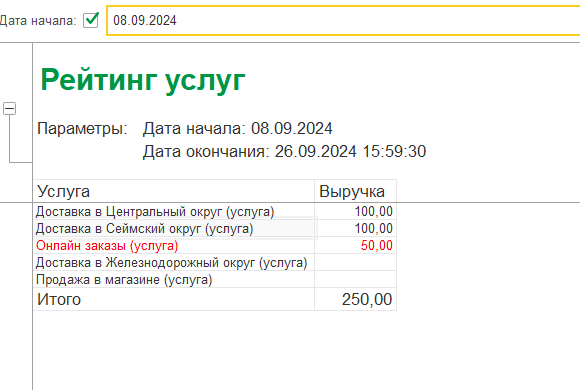 Дата начала: 08.09.2024
Рейтинг услуг
Параметры: Дата начала: 08.09.2024
Дата окончания: 26.09.2024 15:59:30
Услуга Выручка
Доставка в Центральный округ (услуга) 100,00
Доставка в Сеймский округ (услуга) 100,00
Онлайн заказы (услуга) 50,00
Доставка в Железнодорожный округ (услуга)
Продажа в магазине (услуга)
Итого 250,00